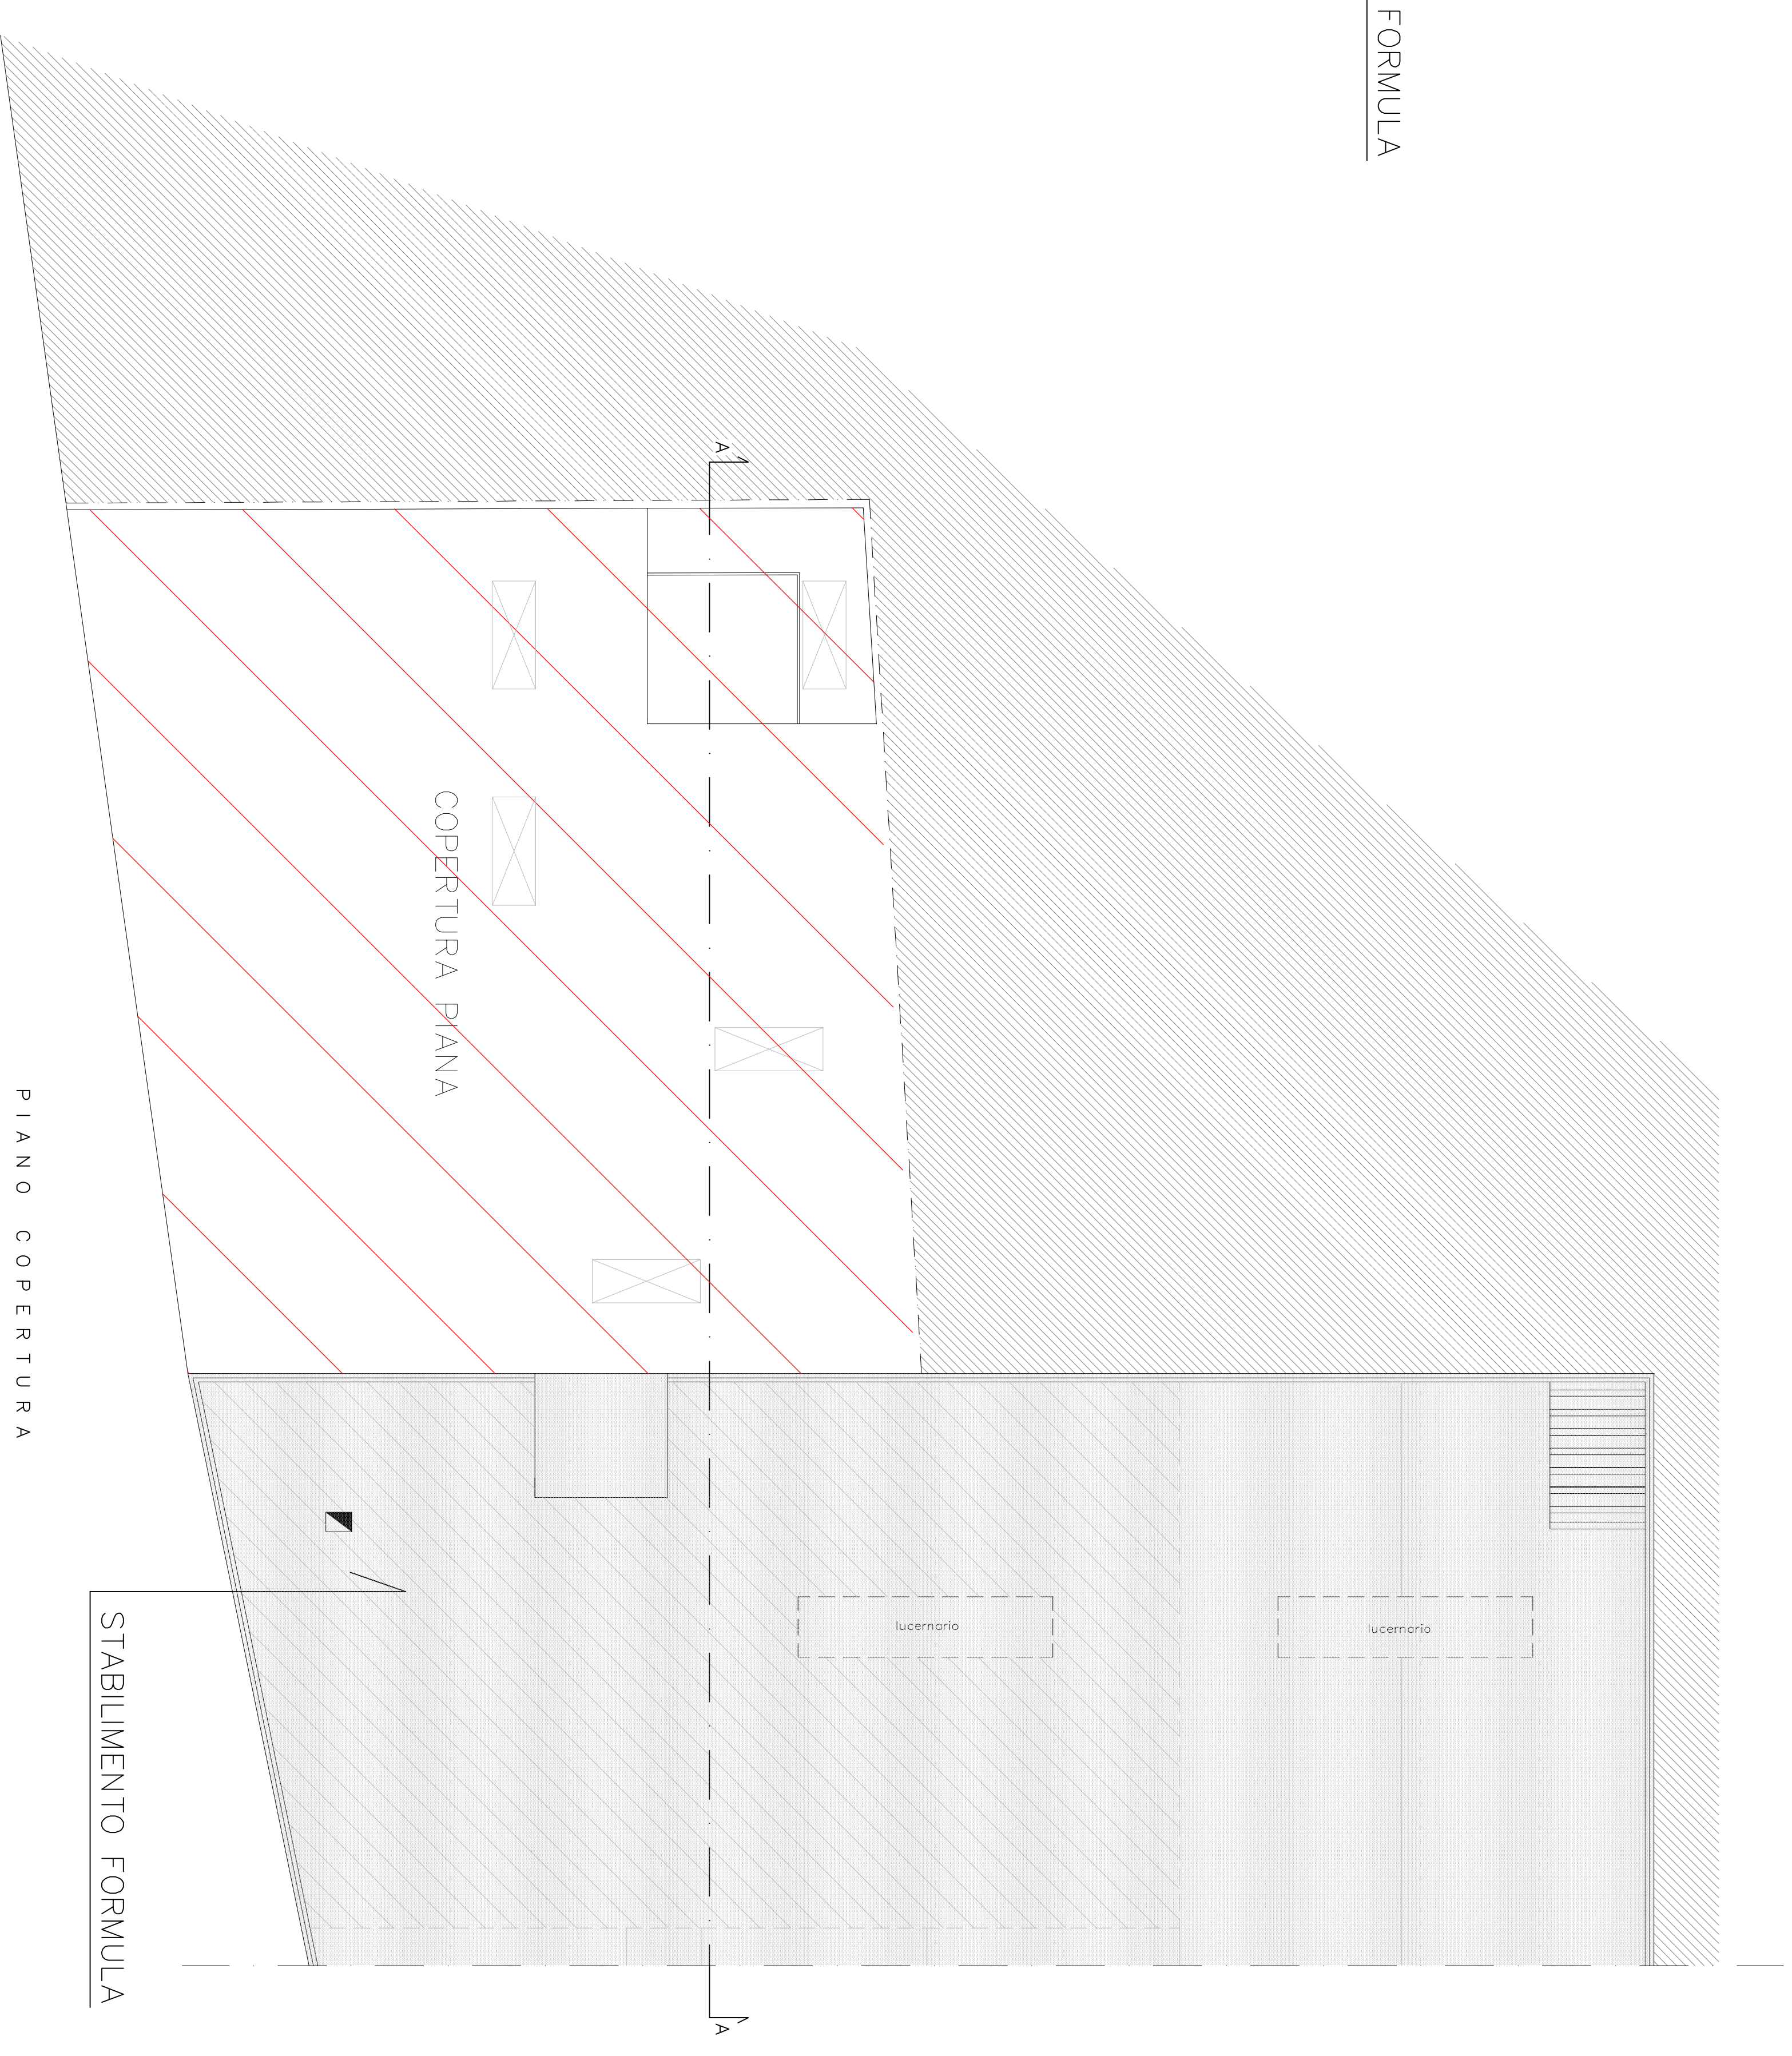 FORMULA
A
COPERTURA PIANA
PIANO COPERTURA
lucernario
lucernario
STABILIMENTO FORMULA
A